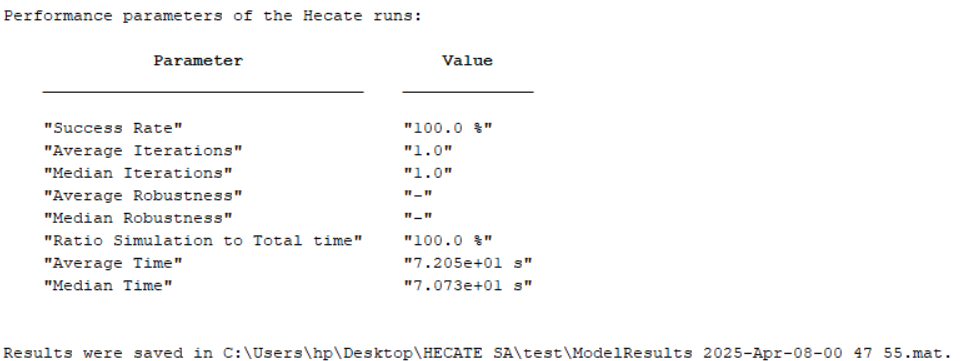 Performance parameters of the Hecate runs:
Parameter Value
"Success Rate" "100.0 %"
"Average Iterations" "1.0"
"Median Iterations" "1.0"
"Average Robustness" "-"
"Median Robustness" "-"
"Ratio Simulation to Total time" "100.0 %"
"Average Time" "7.205e+01 s"
"Median Time" "7.073e+01 s"
Results were saved in C:\Users\hp\Desktop\HECATE SA\test\ModelResults 2025-Apr-08-00 47 55.mat.